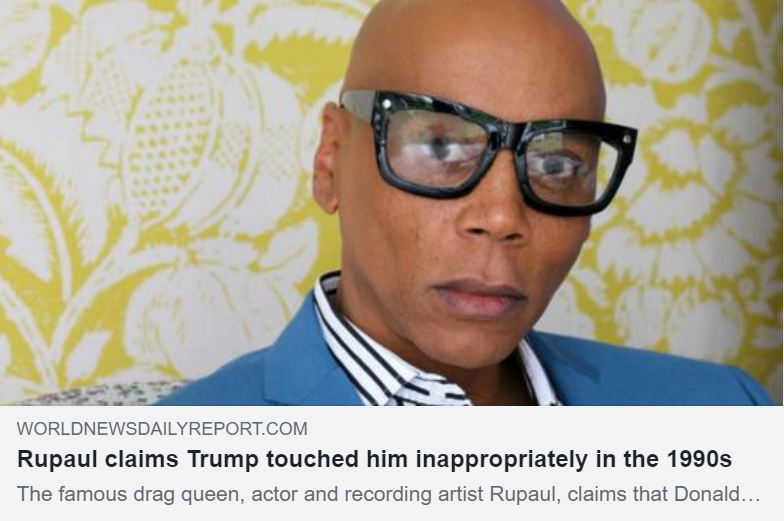 WORLDNEWSDAILYREPORT.COM
Rupaul claims Trump touched him inappropriately in the 1990s
The famous drag queen, actor and recording artist Rupaul, claims that Donald…